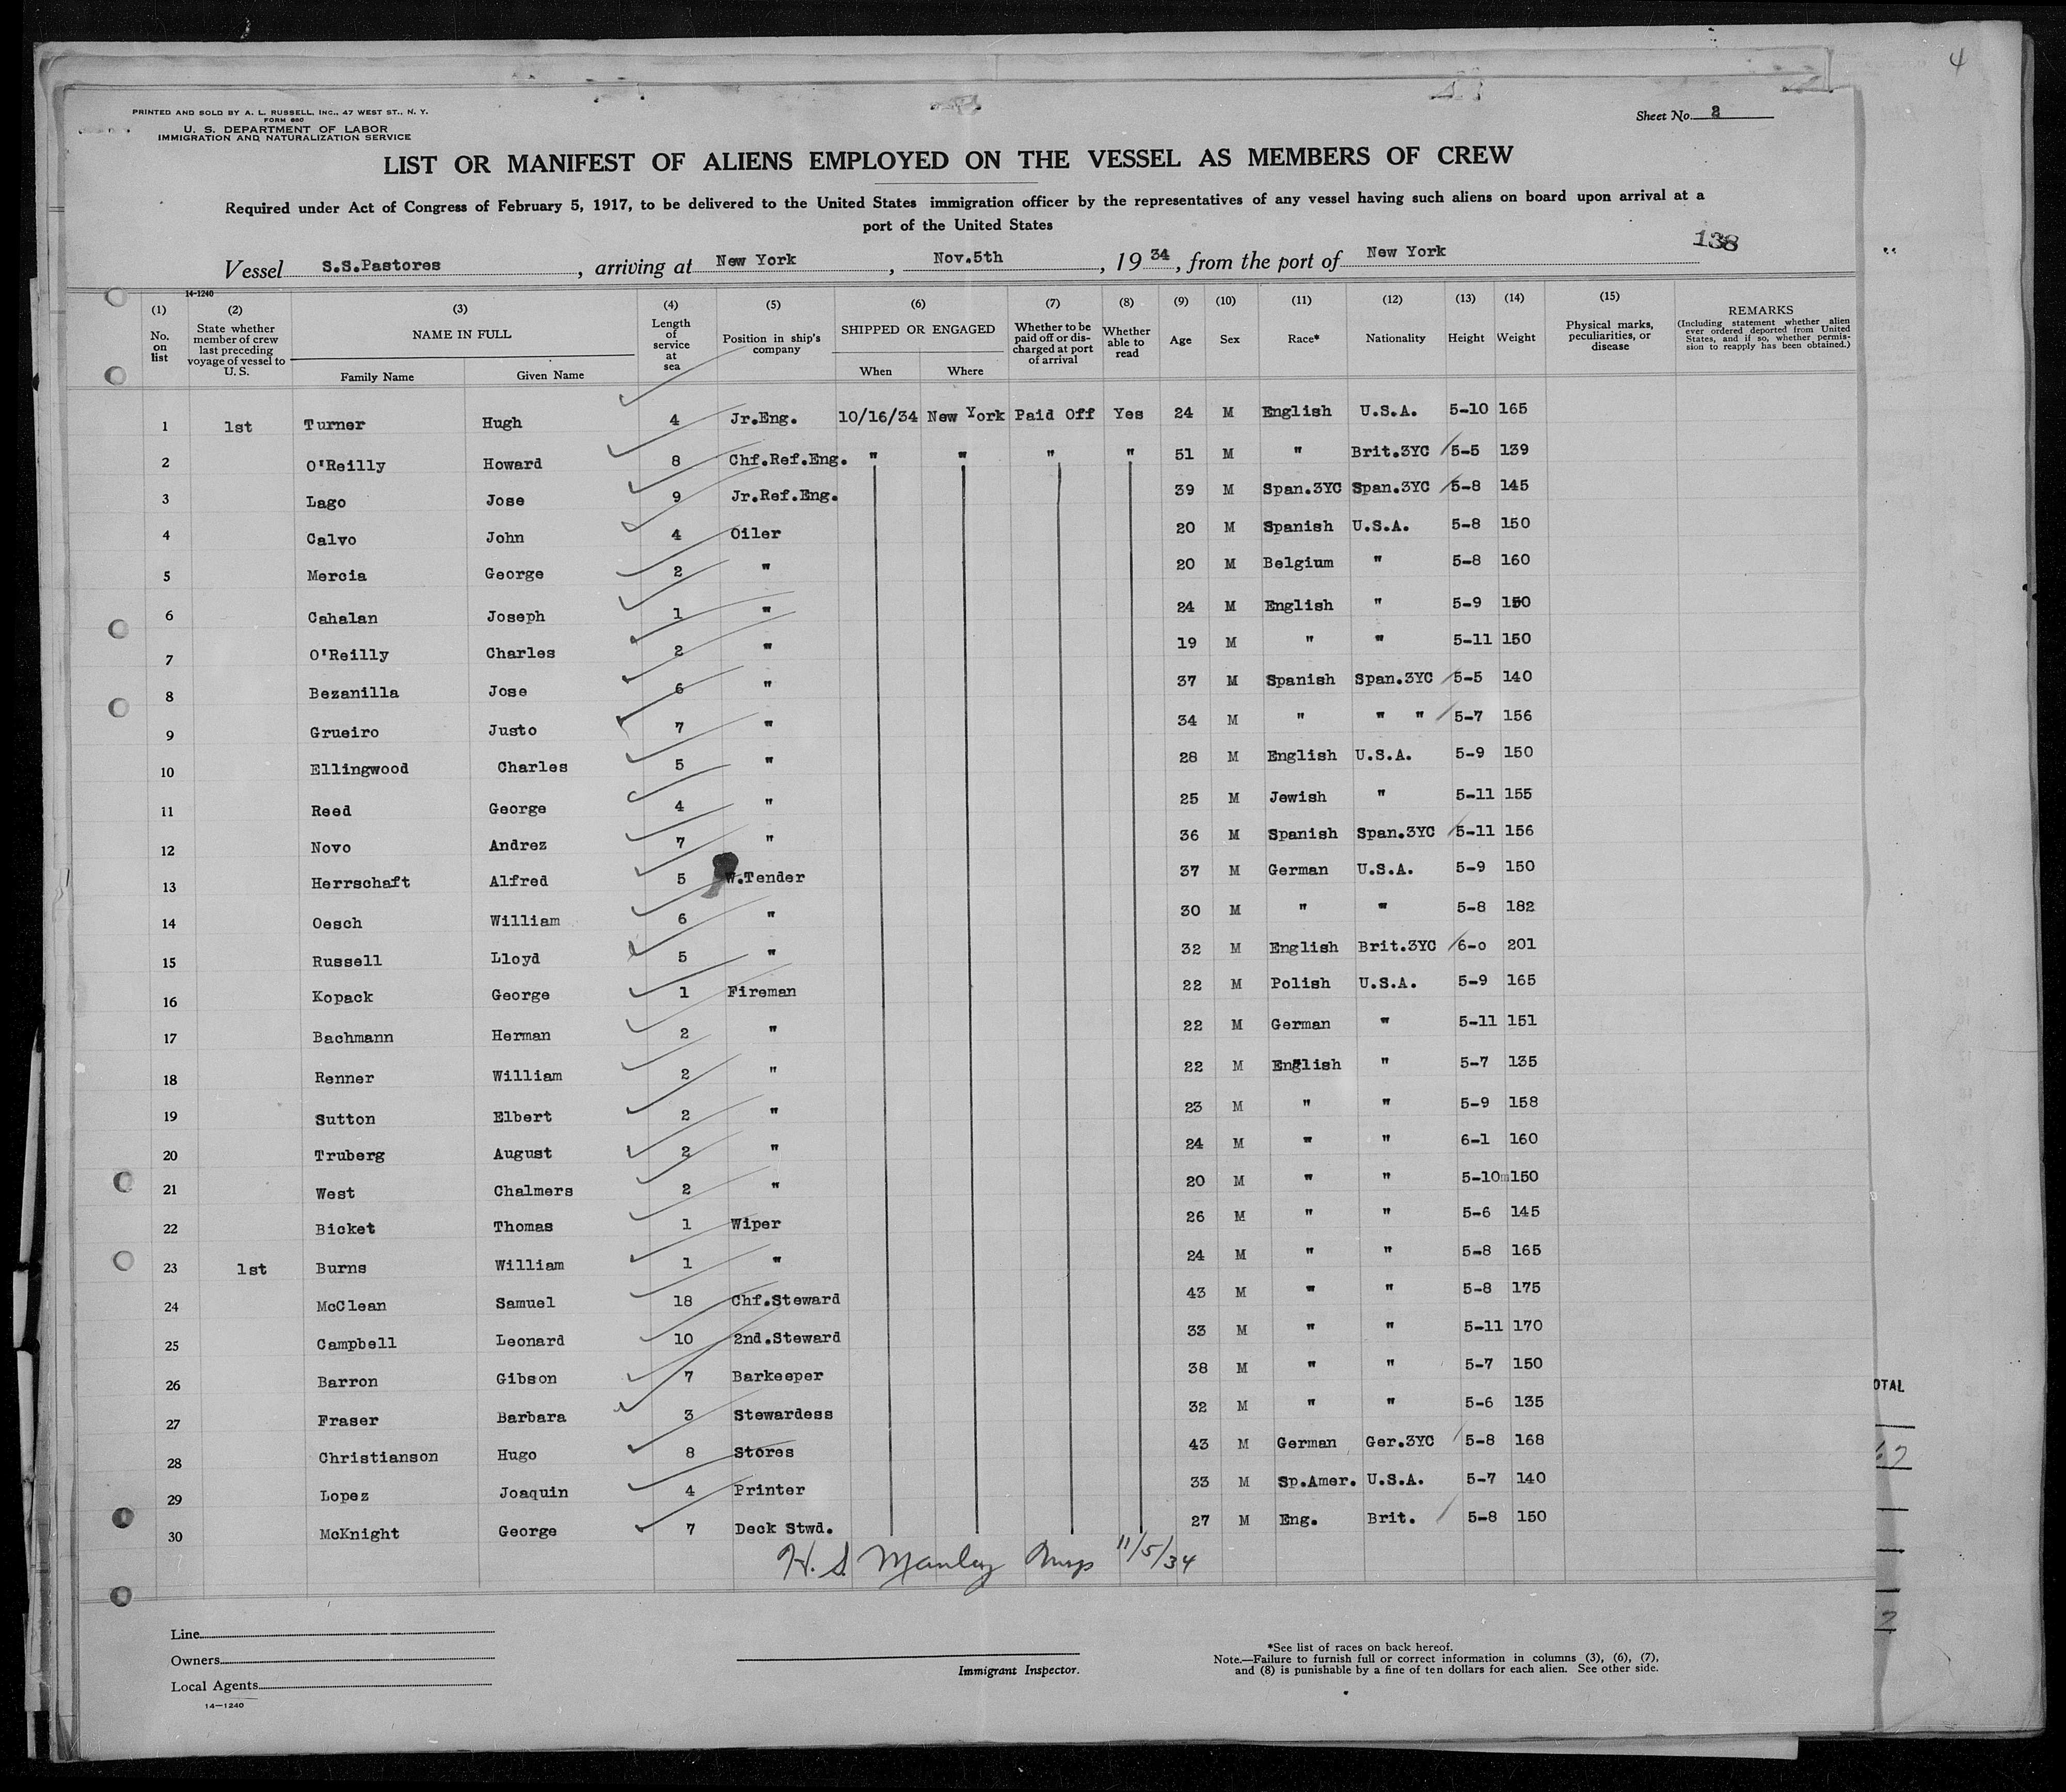 4
PRINTED AND SOLD BY A. L. RUSSELL, INC., 47 WEST ST., N. Y.
FORM 680
U. S. DEPARTMENT OF LABOR
IMMIGRATION AND NATURALIZATION SERVICE
Sheet No.
LIST OR MANIFEST OF ALIENS EMPLOYED ON THE VESSEL AS MEMBERS OF CREW
Required under Act of Congress of February 5, 1917, to be delivered to the United States immigration officer by the representatives of any vessel having such aliens on board upon arrival at a
port of the United States
138
Vessel S.S.Pastores, arriving at New York, Nov.5th, 1934, from the port of New York
14-1240
(1) No. on list (2) State whether member of crew last preceding voyage of vessel to U. S. (3) NAME IN FULL Family Name Given Name (4) Length of service at sea (5) Position in ship's company (6) SHIPPED OR ENGAGED When Where (7) Whether to be paid off or discharged at port of arrival (8) Whether able to read (9) Age (10) Sex (11) Race* (12) Nationality (13) Height (14) Weight (15) Physical marks, peculiarities, or disease REMARKS (Including statement whether alien ever ordered deported from United States, and if so, whether permission to reapply has been obtained.)
1 1st Turner Hugh 4 Jr.Eng. 10/16/34 New York Paid Off Yes 24 M English U.S.A. 5-10 165
2 O'Reilly Howard 8 Chf.Ref.Eng. " " " " 51 M " Brit.3YC 5-5 139
3 Lago Jose 9 Jr.Ref.Eng. 39 M Span.3YC Span.3YC 5-8 145
4 Calvo John 4 Oiler 20 M Spanish U.S.A. 5-8 150
5 Mercia George 2 " 20 M Belgium " 5-8 160
6 Cahalan Joseph 1 " 24 M English " 5-9 150
7 O'Reilly Charles 2 " 19 M " " 5-11 150
8 Bezanilla Jose 6 " 37 M Spanish Span.3YC 5-5 140
9 Grueiro Justo 7 " 34 M " " " 5-7 156
10 Ellingwood Charles 5 " 28 M English U.S.A. 5-9 150
11 Reed George 4 " 25 M Jewish " 5-11 155
12 Novo Andrez 7 " 36 M Spanish Span.3YC 5-11 156
13 Herrschaft Alfred 5 W.Tender 37 M German U.S.A. 5-9 150
14 Oesch William 6 " 30 M " " 5-8 182
15 Russell Lloyd 5 " 32 M English Brit.3YC 6-0 201
16 Kopack George 1 Fireman 22 M Polish U.S.A. 5-9 165
17 Bachmann Herman 2 " 22 M German " 5-11 151
18 Renner William 2 " 22 M English " 5-7 135
19 Sutton Elbert 2 " 23 M " " 5-9 158
20 Truberg August 2 " 24 M " " 6-1 160
21 West Chalmers 2 " 20 M " " 5-10 150
22 Bicket Thomas 1 Wiper 26 M " " 5-6 145
23 1st Burns William 1 " 24 M " " 5-8 165
24 McClean Samuel 18 Chf.Steward 43 M " " 5-8 175
25 Campbell Leonard 10 2nd.Steward 33 M " " 5-11 170
26 Barron Gibson 7 Barkeeper 38 M " " 5-7 150
27 Fraser Barbara 3 Stewardess 32 M " " 5-6 135
28 Christianson Hugo 8 Stores 43 M German Ger.3YC 5-8 168
29 Lopez Joaquin 4 Printer 33 M Sp.Amer. U.S.A. 5-7 140
30 McKnight George 7 Deck Stwd. 27 M Eng. Brit. 5-8 150
H. S. Manley 11/5/34
OTAL
Line
Owners
Local Agents
14-1240
Immigrant Inspector.
*See list of races on back hereof.
Note.—Failure to furnish full or correct information in columns (3), (6), (7),
and (8) is punishable by a fine of ten dollars for each alien. See other side.